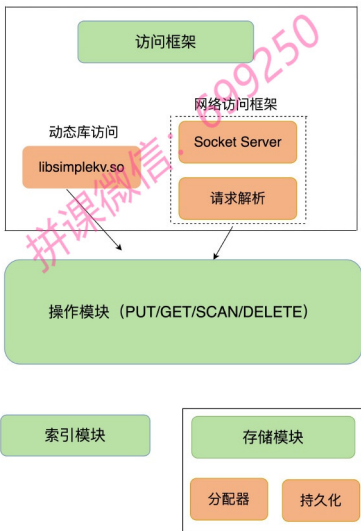 访问框架
网络访问框架
动态库访问
Socket Server
libsimplekv.so
请求解析
拼课微信：699250
操作模块（PUT/GET/SCAN/DELETE）
索引模块
存储模块
分配器
持久化